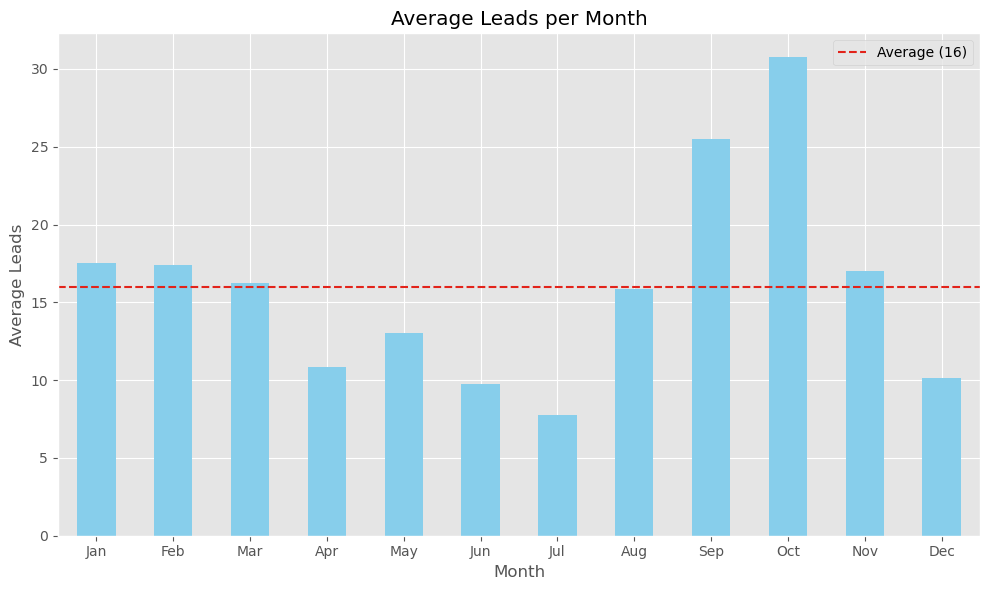 Average Leads per Month
Average (16)
Average Leads
30
25
20
15
10
5
0
Jan Feb Mar Apr May Jun Jul Aug Sep Oct Nov Dec
Month